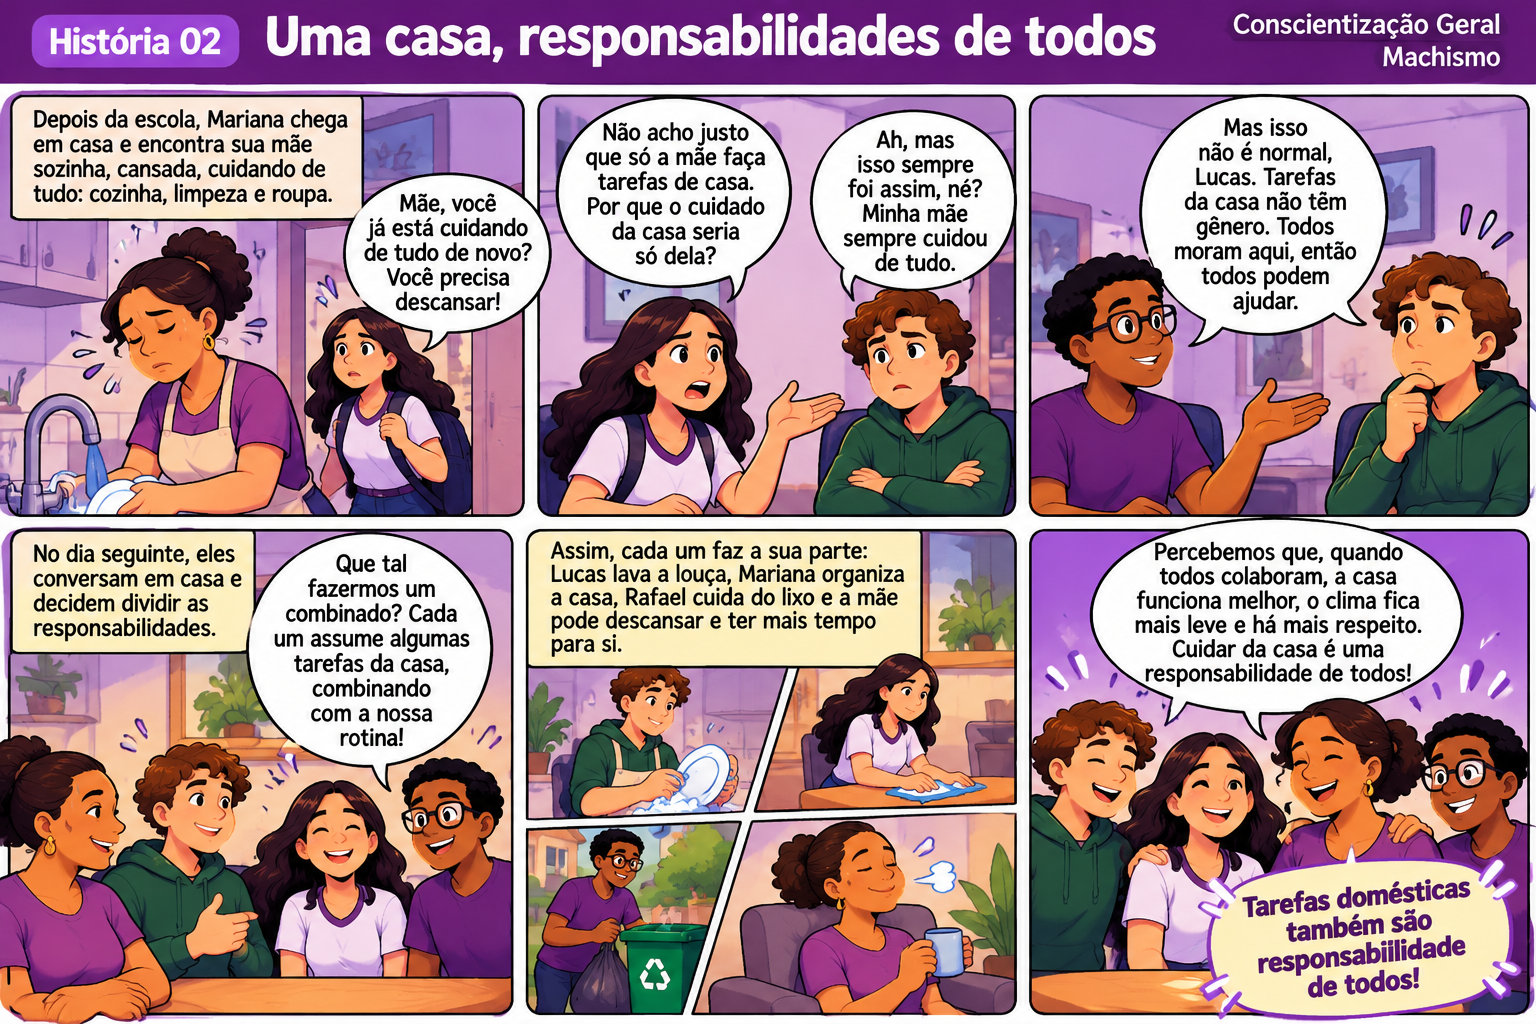 História 02
Uma casa, responsabilidades de todos
Conscientização Geral
Machismo
Depois da escola, Mariana chega
em casa e encontra sua mãe
sozinha, cansada, cuidando de
tudo: cozinha, limpeza e roupa.
Mãe, você
já está cuidando
de tudo de novo?
Você precisa
descansar!
Não acho justo
que só a mãe faça
tarefas de casa.
Por que o cuidado
da casa seria
só dela?
Ah, mas
isso sempre
foi assim, né?
Minha mãe
sempre cuidou
de tudo.
Mas isso
não é normal,
Lucas. Tarefas
da casa não têm
gênero. Todos
moram aqui, então
todos podem
ajudar.
No dia seguinte, eles
conversam em casa e
decidem dividir as
responsabilidades.
Que tal
fazermos um
combinado? Cada
um assume algumas
tarefas da casa,
combinando
com a nossa
rotina!
Assim, cada um faz a sua parte:
Lucas lava a louça, Mariana organiza
a casa, Rafael cuida do lixo e a mãe
pode descansar e ter mais tempo
para si.
Percebemos que, quando
todos colaboram, a casa
funciona melhor, o clima fica
mais leve e há mais respeito.
Cuidar da casa é uma
responsabilidade de todos!
Tarefas domésticas
também são
responsabiilidade
de todos!